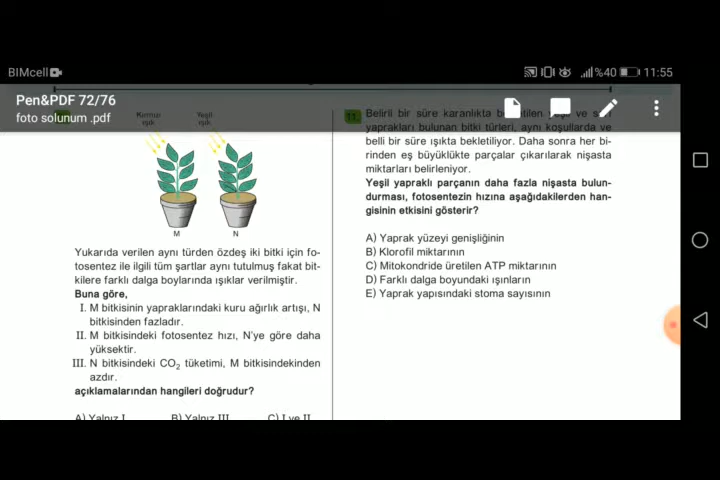 BIMcell
%40 11:55
Pen&PDF 72/76
foto solunum .pdf
Kırmızı ışık
Yeşil ışık
M
N
Yukarıda verilen aynı türden özdeş iki bitki için fo-
tosentez ile ilgili tüm şartlar aynı tutulmuş fakat bit-
kilere farklı dalga boylarında ışıklar verilmiştir.
Buna göre,
I. M bitkisinin yapraklarındaki kuru ağırlık artışı, N
bitkisinden fazladır.
II. M bitkisindeki fotosentez hızı, N'ye göre daha
yüksektir.
III. N bitkisindeki CO₂ tüketimi, M bitkisindekinden
azdır.
açıklamalarından hangileri doğrudur?
A) Yalnız I B) Yalnız III C) I ve II
11. Belirli bir süre karanlıkta ve
yaprakları bulunan bitki türleri, aynı koşullarda ve
belli bir süre ışıkta bekletiliyor. Daha sonra her bi-
rinden eş büyüklükte parçalar çıkarılarak nişasta
miktarları belirleniyor.
Yeşil yapraklı parçanın daha fazla nişasta bulun-
durması, fotosentezin hızına aşağıdakilerden han-
gisinin etkisini gösterir?
A) Yaprak yüzeyi genişliğinin
B) Klorofil miktarının
C) Mitokondride üretilen ATP miktarının
D) Farklı dalga boyundaki ışınların
E) Yaprak yapısındaki stoma sayısının